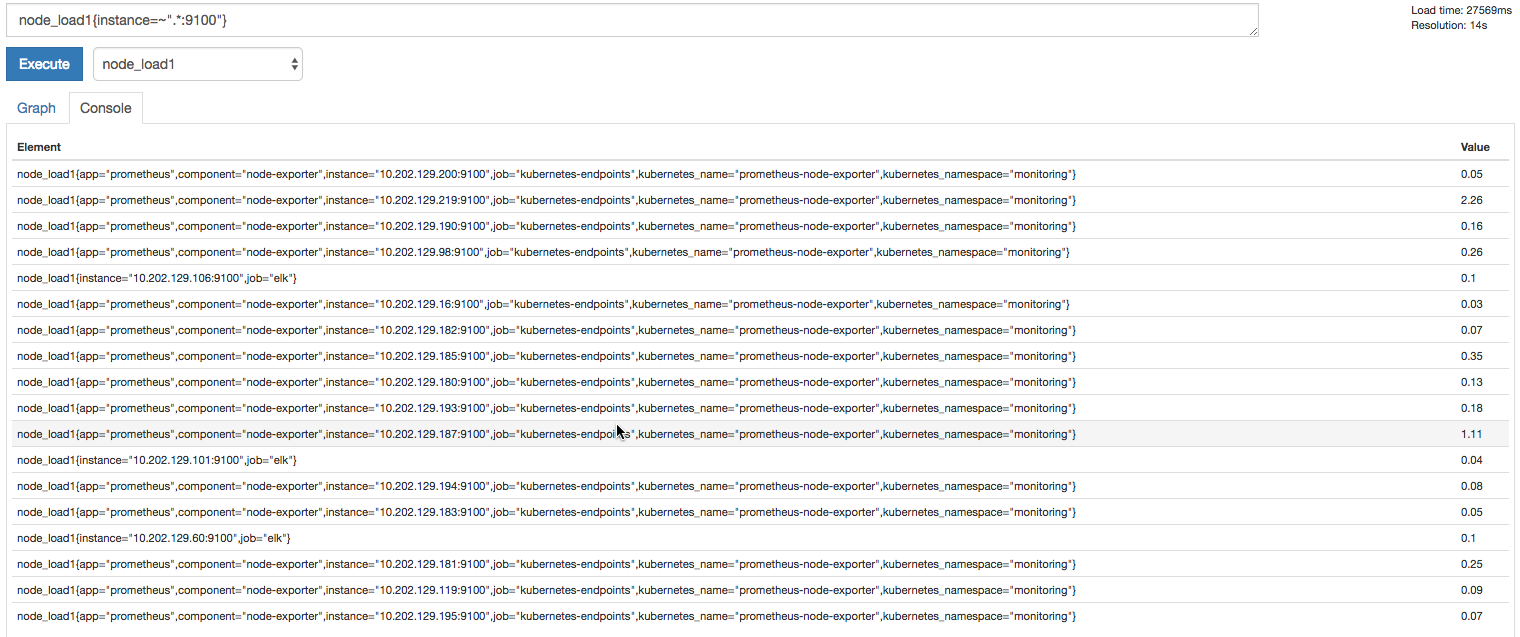 node_load1{instance=~".*:9100"}
Load time: 27569ms
Resolution: 14s
Execute
node_load1
Graph
Console
Element Value
node_load1{app="prometheus",component="node-exporter",instance="10.202.129.200:9100",job="kubernetes-endpoints",kubernetes_name="prometheus-node-exporter",kubernetes_namespace="monitoring"} 0.05
node_load1{app="prometheus",component="node-exporter",instance="10.202.129.219:9100",job="kubernetes-endpoints",kubernetes_name="prometheus-node-exporter",kubernetes_namespace="monitoring"} 2.26
node_load1{app="prometheus",component="node-exporter",instance="10.202.129.190:9100",job="kubernetes-endpoints",kubernetes_name="prometheus-node-exporter",kubernetes_namespace="monitoring"} 0.16
node_load1{app="prometheus",component="node-exporter",instance="10.202.129.98:9100",job="kubernetes-endpoints",kubernetes_name="prometheus-node-exporter",kubernetes_namespace="monitoring"} 0.26
node_load1{instance="10.202.129.106:9100",job="elk"} 0.1
node_load1{app="prometheus",component="node-exporter",instance="10.202.129.16:9100",job="kubernetes-endpoints",kubernetes_name="prometheus-node-exporter",kubernetes_namespace="monitoring"} 0.03
node_load1{app="prometheus",component="node-exporter",instance="10.202.129.182:9100",job="kubernetes-endpoints",kubernetes_name="prometheus-node-exporter",kubernetes_namespace="monitoring"} 0.07
node_load1{app="prometheus",component="node-exporter",instance="10.202.129.185:9100",job="kubernetes-endpoints",kubernetes_name="prometheus-node-exporter",kubernetes_namespace="monitoring"} 0.35
node_load1{app="prometheus",component="node-exporter",instance="10.202.129.180:9100",job="kubernetes-endpoints",kubernetes_name="prometheus-node-exporter",kubernetes_namespace="monitoring"} 0.13
node_load1{app="prometheus",component="node-exporter",instance="10.202.129.193:9100",job="kubernetes-endpoints",kubernetes_name="prometheus-node-exporter",kubernetes_namespace="monitoring"} 0.18
node_load1{app="prometheus",component="node-exporter",instance="10.202.129.187:9100",job="kubernetes-endpoints",kubernetes_name="prometheus-node-exporter",kubernetes_namespace="monitoring"} 1.11
node_load1{instance="10.202.129.101:9100",job="elk"} 0.04
node_load1{app="prometheus",component="node-exporter",instance="10.202.129.194:9100",job="kubernetes-endpoints",kubernetes_name="prometheus-node-exporter",kubernetes_namespace="monitoring"} 0.08
node_load1{app="prometheus",component="node-exporter",instance="10.202.129.183:9100",job="kubernetes-endpoints",kubernetes_name="prometheus-node-exporter",kubernetes_namespace="monitoring"} 0.05
node_load1{instance="10.202.129.60:9100",job="elk"} 0.1
node_load1{app="prometheus",component="node-exporter",instance="10.202.129.181:9100",job="kubernetes-endpoints",kubernetes_name="prometheus-node-exporter",kubernetes_namespace="monitoring"} 0.25
node_load1{app="prometheus",component="node-exporter",instance="10.202.129.119:9100",job="kubernetes-endpoints",kubernetes_name="prometheus-node-exporter",kubernetes_namespace="monitoring"} 0.09
node_load1{app="prometheus",component="node-exporter",instance="10.202.129.195:9100",job="kubernetes-endpoints",kubernetes_name="prometheus-node-exporter",kubernetes_namespace="monitoring"} 0.07